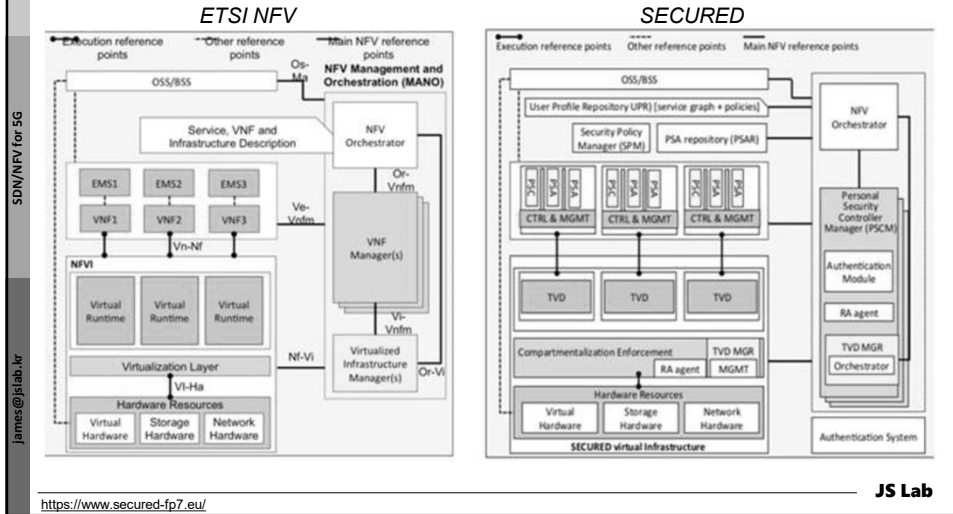 ETSI NFV
Execution reference
points
Other reference
points
Main NFV reference
points
OSS/BSS
Os-
Ma
NFV Management and
Orchestration (MANO)
Service, VNF and
Infrastructure Description
NFV
Orchestrator
Or-
Vnfm
EMS1
EMS2
EMS3
VNF1
VNF2
VNF3
Ve-
Vnfm
Vn-Nf
VNF
Manager(s)
NFVI
Virtual
Runtime
Virtual
Runtime
Virtual
Runtime
Vi-
Vnfm
Nf-Vi
Virtualized
Infrastructure
Manager(s)
Or-Vi
Virtualization Layer
VI-Ha
Hardware Resources
Virtual
Hardware
Storage
Hardware
Network
Hardware
SECURED
Execution reference points
Other reference points
Main NFV reference points
OSS/BSS
User Profile Repository UPR) [service graph + policies]
Security Policy
Manager (SPM)
PSA repository (PSAR)
NFV
Orchestrator
PSC
PSA
PSA
PSC
PSA
PSA
PSC
PSA
PSA
CTRL & MGMT
CTRL & MGMT
CTRL & MGMT
Personal
Security
Controller
Manager (PSCM)
Authentication
Module
RA agent
TVD MGR
Orchestrator
TVD
TVD
TVD
Compartmentalization Enforcement
TVD MGR
RA agent
MGMT
Hardware Resources
Virtual
Hardware
Storage
Hardware
Network
Hardware
SECURED virtual Infrastructure
Authentication System
SDN/NFV for 5G
james@jslab.kr
JS Lab
https://www.secured-fp7.eu/